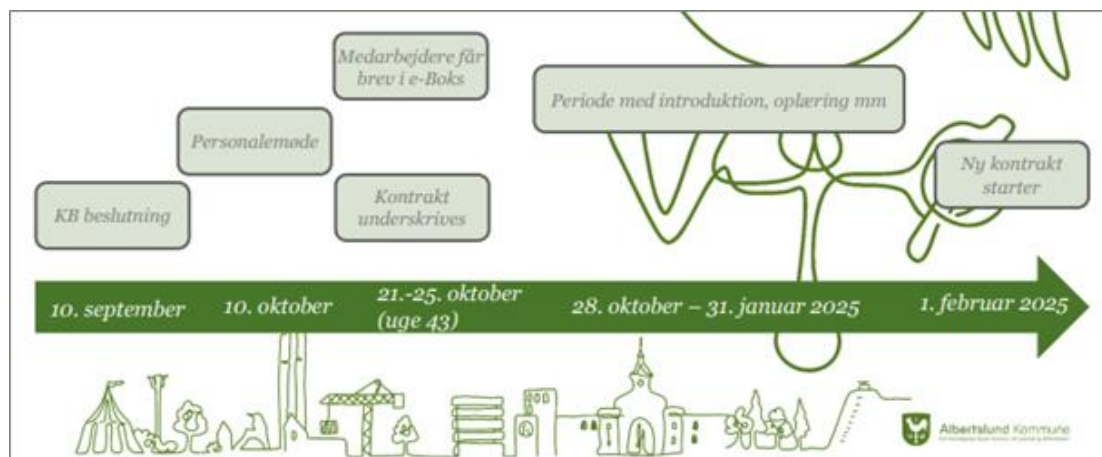 Medarbejdere får
brev i e-Boks
Periode med introduktion, oplæring mm
Personalemøde
Ny kontrakt
starter
KB beslutning
Kontrakt
underskrives
10. september
10. oktober
21.-25. oktober
(uge 43)
28. oktober – 31. januar 2025
1. februar 2025
Albertslund Kommune